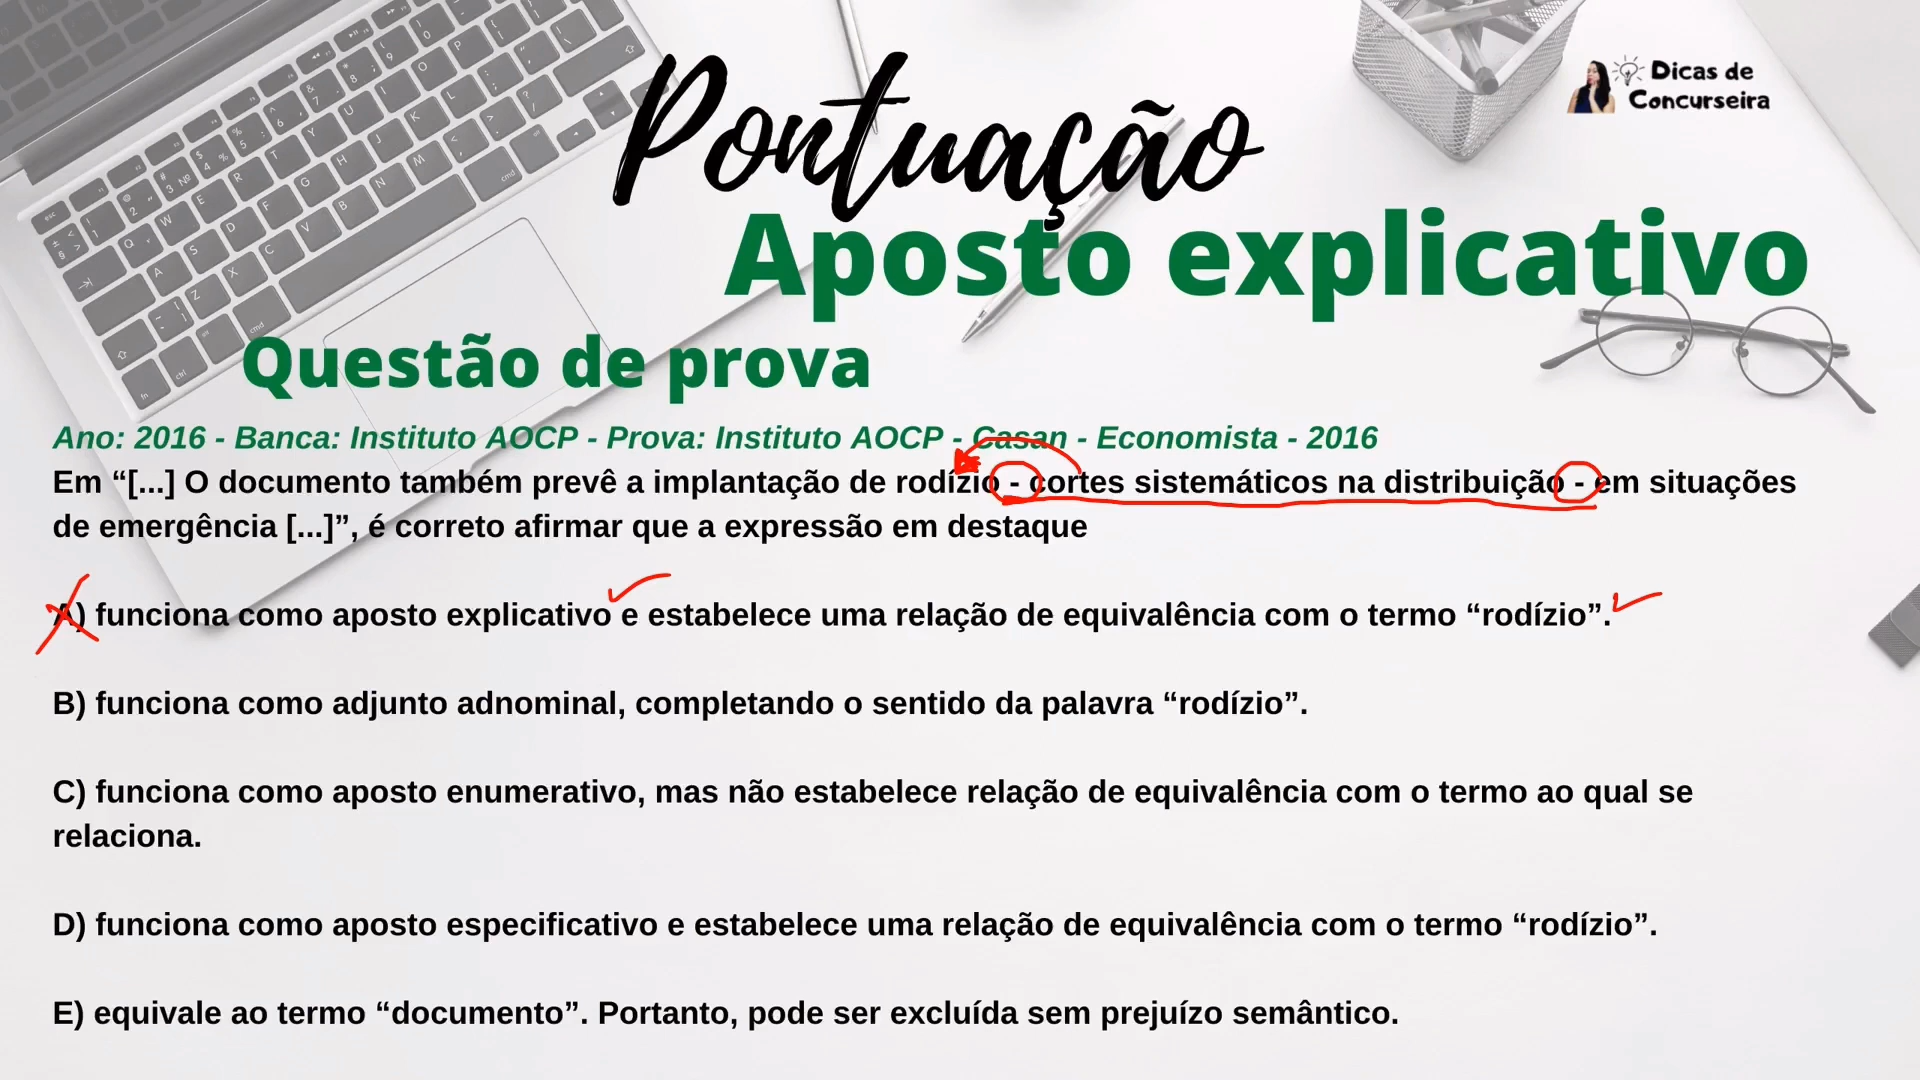 Pontuação
Dicas de
Concurseira
Aposto explicativo
Questão de prova
Ano: 2016 - Banca: Instituto AOCP - Prova: Instituto AOCP - Casan - Economista - 2016
Em “[...] O documento também prevê a implantação de rodízio - cortes sistemáticos na distribuição - em situações
de emergência [...]”, é correto afirmar que a expressão em destaque
A) funciona como aposto explicativo e estabelece uma relação de equivalência com o termo “rodízio”.
B) funciona como adjunto adnominal, completando o sentido da palavra “rodízio”.
C) funciona como aposto enumerativo, mas não estabelece relação de equivalência com o termo ao qual se
relaciona.
D) funciona como aposto especificativo e estabelece uma relação de equivalência com o termo “rodízio”.
E) equivale ao termo “documento”. Portanto, pode ser excluída sem prejuízo semântico.